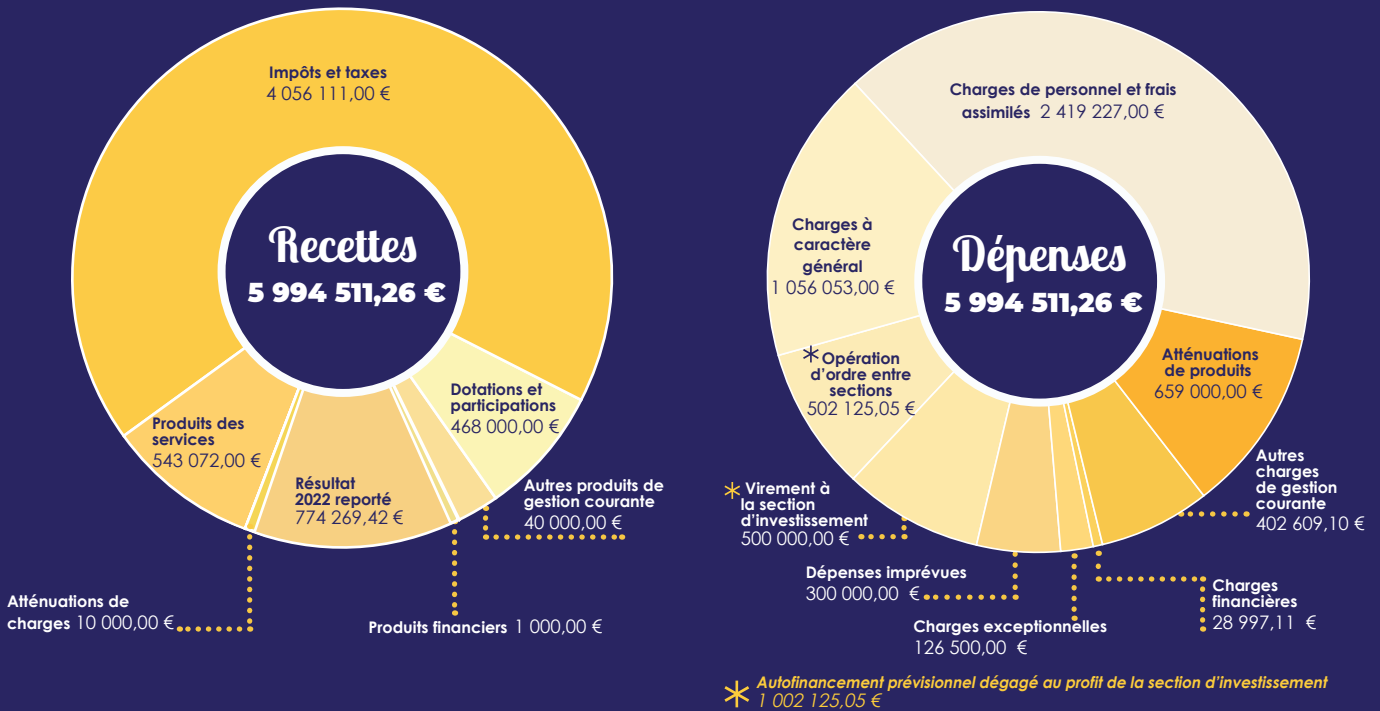 Impôts et taxes
4 056 111,00 €
Recettes
5 994 511,26 €
Dotations et
participations
468 000,00 €
Produits des
services
543 072,00 €
Résultat
2022 reporté
774 269,42 €
Autres produits de
gestion courante
40 000,00 €
Atténuations de
charges 10 000,00 €
Produits financiers 1 000,00 €
Charges de personnel et frais
assimilés 2 419 227,00 €
Charges à
caractère
général
1 056 053,00 €
Dépenses
5 994 511,26 €
* Opération
d'ordre entre
sections
502 125,05 €
Atténuations
de produits
659 000,00 €
* Virement à
la section
d'investissement
500 000,00 €
Autres
charges
de gestion
courante
402 609,10 €
Dépenses imprévues
300 000,00 €
Charges
financières
28 997,11 €
Charges exceptionnelles
126 500,00 €
* Autofinancement prévisionnel dégagé au profit de la section d'investissement
1 002 125,05 €